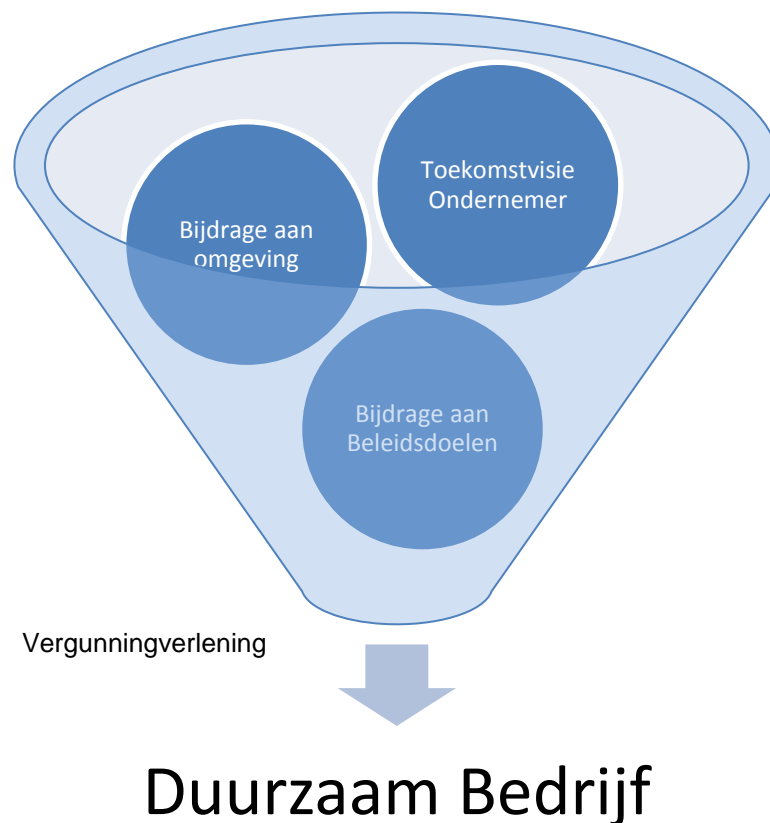 Toekomstvisie
Ondernemer
Bijdrage aan
omgeving
Bijdrage aan
Beleidsdoelen
Vergunningverlening
Duurzaam Bedrijf